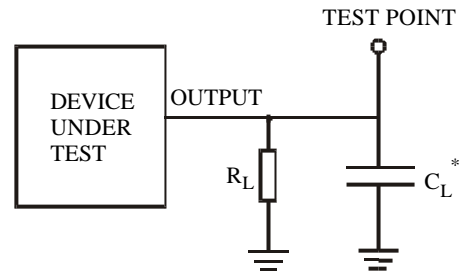 TEST POINT
DEVICE
UNDER
TEST
OUTPUT
RL
CL*